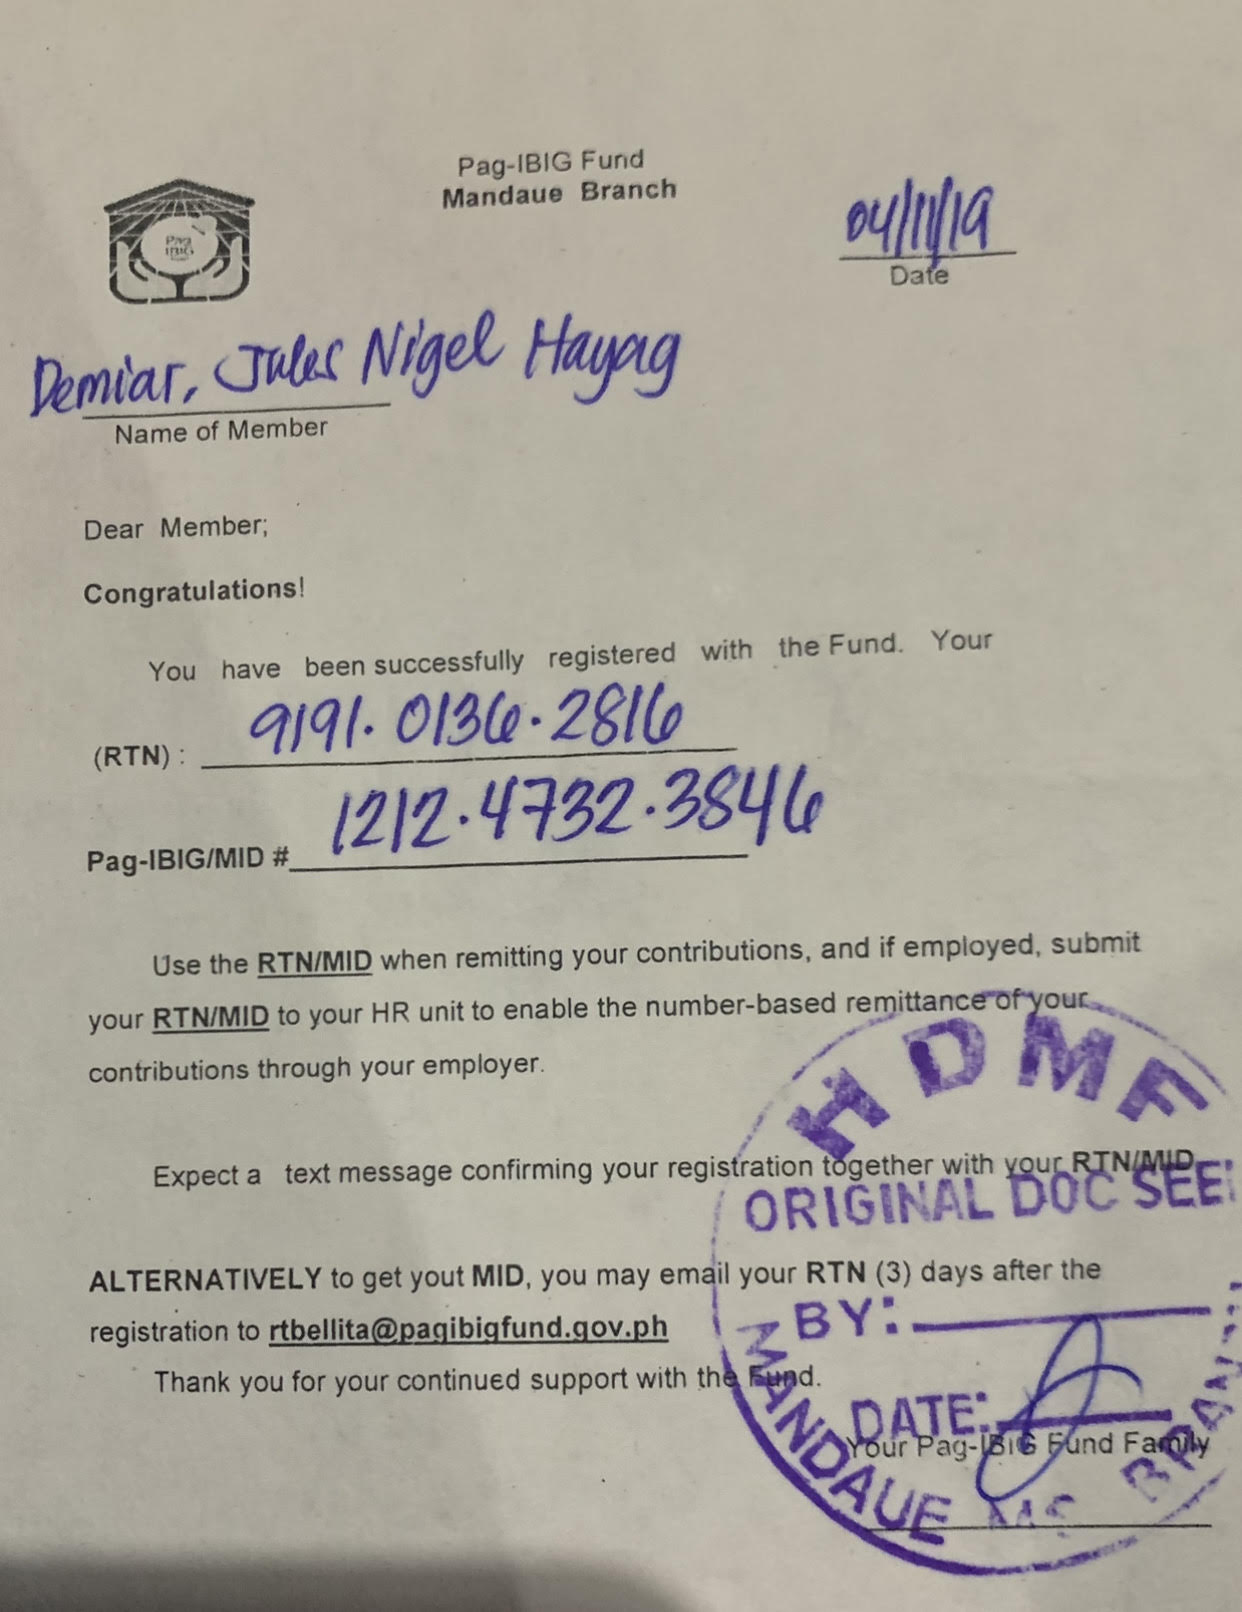 Pag-IBIG Fund
Mandaue Branch
04/11/19
Date
Pag
IBIG
Demiar, Jules Nigel Hayag
Name of Member
Dear Member;
Congratulations!
You have been successfully registered with the Fund. Your
(RTN) : 9191.0136.2816
Pag-IBIG/MID # 1212.4732.3846
Use the RTN/MID when remitting your contributions, and if employed, submit
your RTN/MID to your HR unit to enable the number-based remittance of your
contributions through your employer.
Expect a text message confirming your registration together with your RTN/MID
ALTERNATIVELY to get yout MID, you may email your RTN (3) days after the
registration to rtbellita@pagibigfund.gov.ph
Thank you for your continued support with the Fund.
Your Pag-IBIG Fund Family
HDMF
ORIGINAL DOC SEE
BY:
DATE:
MANDAUE